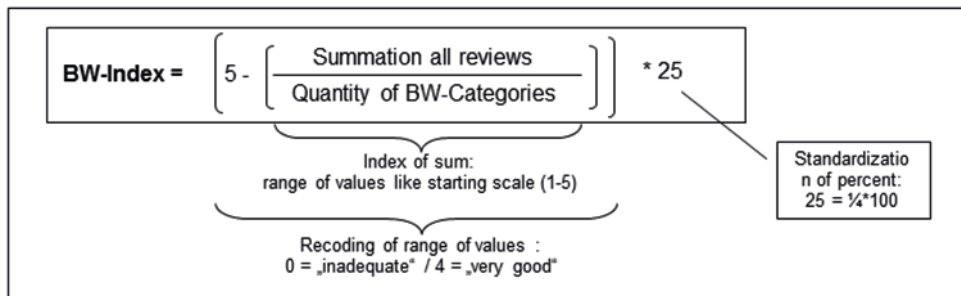 BW-Index = ( 5 - ( Summation all reviews / Quantity of BW-Categories ) ) * 25
Index of sum:
range of values like starting scale (1-5)
Standardizatio
n of percent:
25 = ¼*100
Recoding of range of values :
0 = „inadequate“ / 4 = „very good“